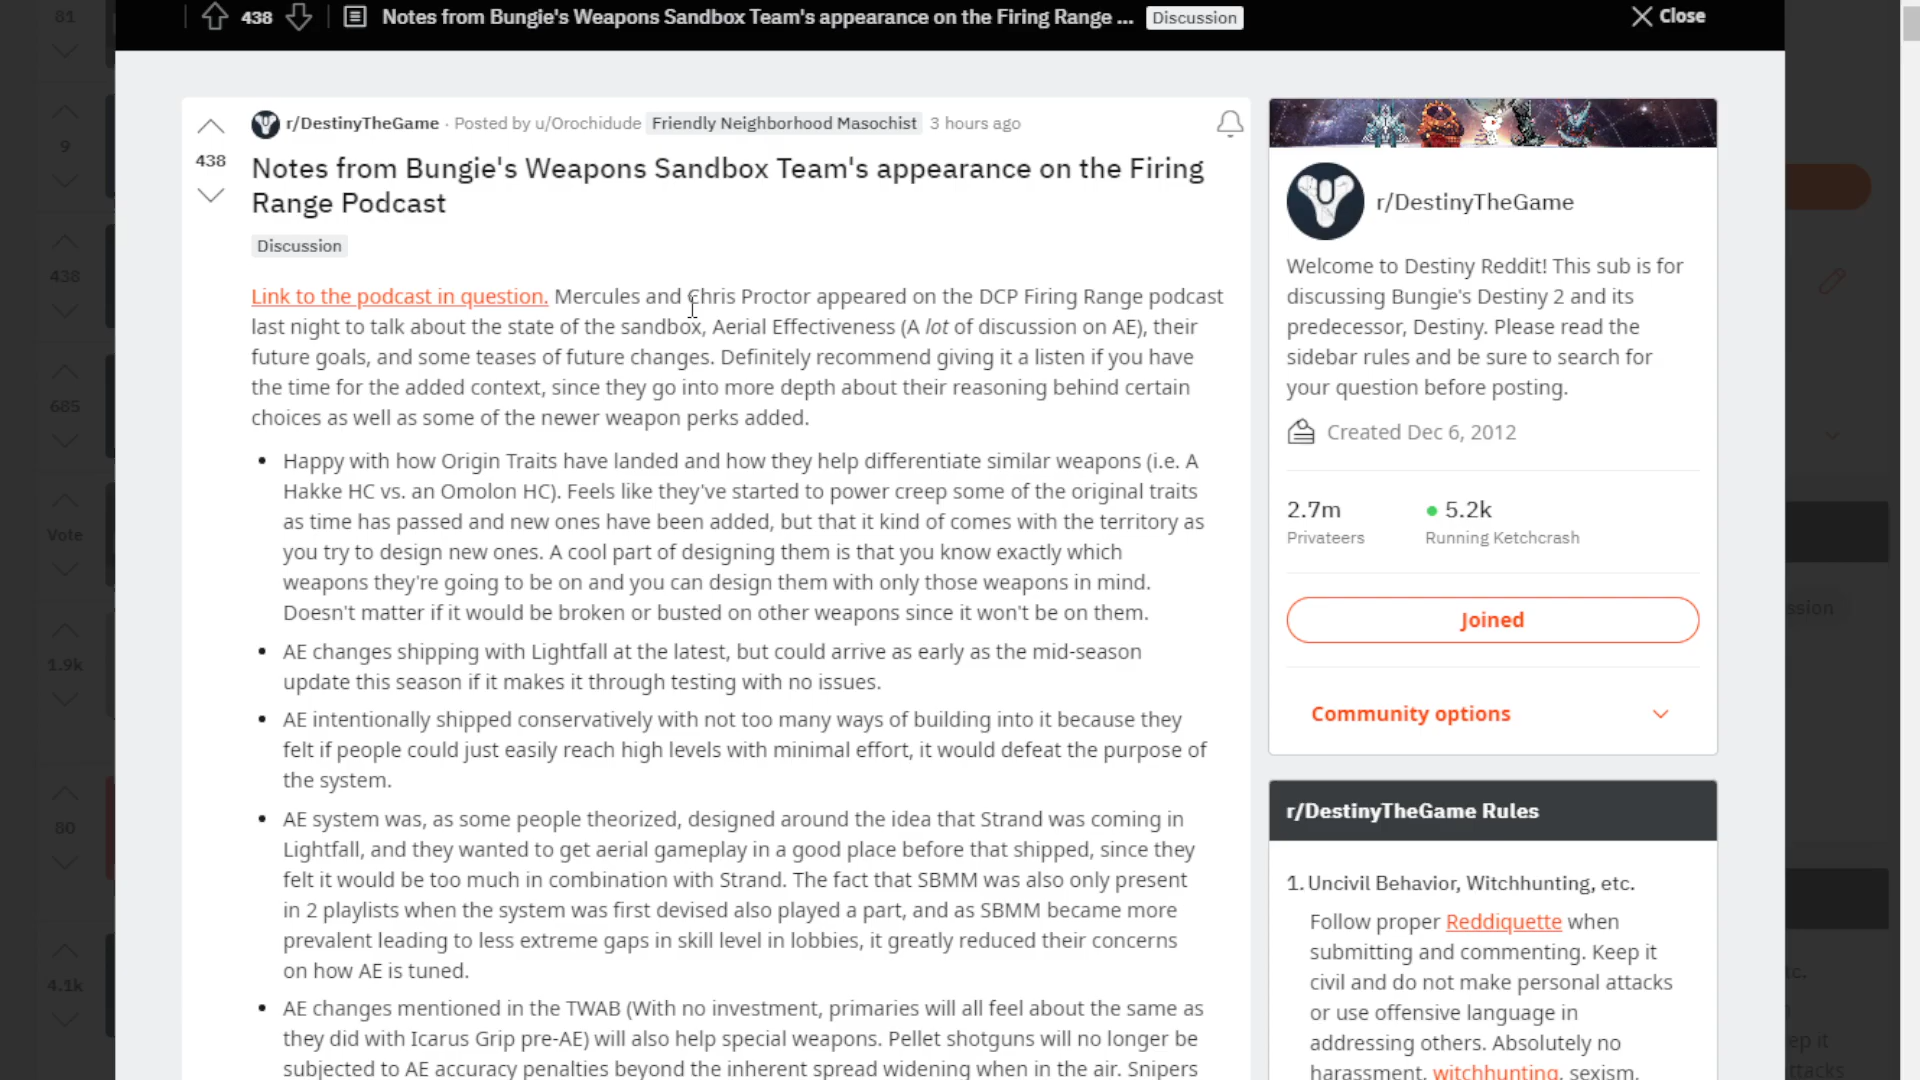 81
438
Notes from Bungie's Weapons Sandbox Team's appearance on the Firing Range ...
Discussion
Close
r/DestinyTheGame · Posted by u/Orochidude Friendly Neighborhood Masochist 3 hours ago
438
Notes from Bungie's Weapons Sandbox Team's appearance on the Firing
Range Podcast
Discussion
Link to the podcast in question. Mercules and Chris Proctor appeared on the DCP Firing Range podcast
last night to talk about the state of the sandbox, Aerial Effectiveness (A lot of discussion on AE), their
future goals, and some teases of future changes. Definitely recommend giving it a listen if you have
the time for the added context, since they go into more depth about their reasoning behind certain
choices as well as some of the newer weapon perks added.
• Happy with how Origin Traits have landed and how they help differentiate similar weapons (i.e. A
Hakke HC vs. an Omolon HC). Feels like they've started to power creep some of the original traits
as time has passed and new ones have been added, but that it kind of comes with the territory as
you try to design new ones. A cool part of designing them is that you know exactly which
weapons they're going to be on and you can design them with only those weapons in mind.
Doesn't matter if it would be broken or busted on other weapons since it won't be on them.
• AE changes shipping with Lightfall at the latest, but could arrive as early as the mid-season
update this season if it makes it through testing with no issues.
• AE intentionally shipped conservatively with not too many ways of building into it because they
felt if people could just easily reach high levels with minimal effort, it would defeat the purpose of
the system.
• AE system was, as some people theorized, designed around the idea that Strand was coming in
Lightfall, and they wanted to get aerial gameplay in a good place before that shipped, since they
felt it would be too much in combination with Strand. The fact that SBMM was also only present
in 2 playlists when the system was first devised also played a part, and as SBMM became more
prevalent leading to less extreme gaps in skill level in lobbies, it greatly reduced their concerns
on how AE is tuned.
• AE changes mentioned in the TWAB (With no investment, primaries will all feel about the same as
they did with Icarus Grip pre-AE) will also help special weapons. Pellet shotguns will no longer be
subjected to AE accuracy penalties beyond the inherent spread widening when in the air. Snipers
r/DestinyTheGame
Welcome to Destiny Reddit! This sub is for
discussing Bungie's Destiny 2 and its
predecessor, Destiny. Please read the
sidebar rules and be sure to search for
your question before posting.
Created Dec 6, 2012
2.7m
5.2k
Privateers
Running Ketchcrash
Joined
Community options
r/DestinyTheGame Rules
1. Uncivil Behavior, Witchhunting, etc.
Follow proper Reddiquette when
submitting and commenting. Keep it
civil and do not make personal attacks
or use offensive language in
addressing others. Absolutely no
harassment, witchhunting, sexism,
9
438
685
Vote
1.9k
80
4.1k
ssion
tc.
ep it
ttacks